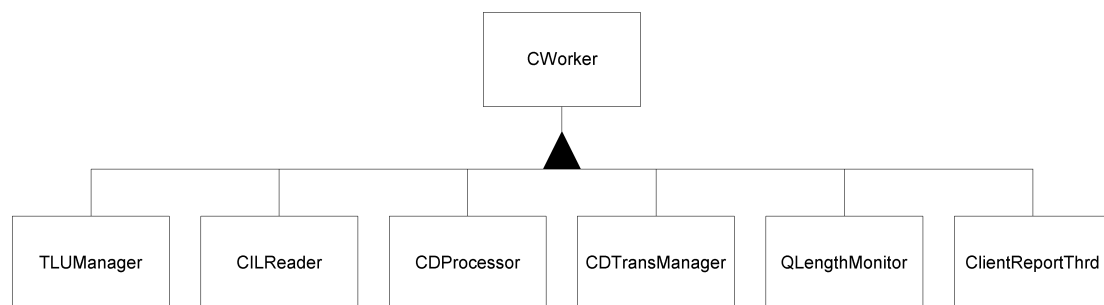 CWorker
TLUManager
CILReader
CDProcessor
CDTransManager
QLengthMonitor
ClientReportThrd